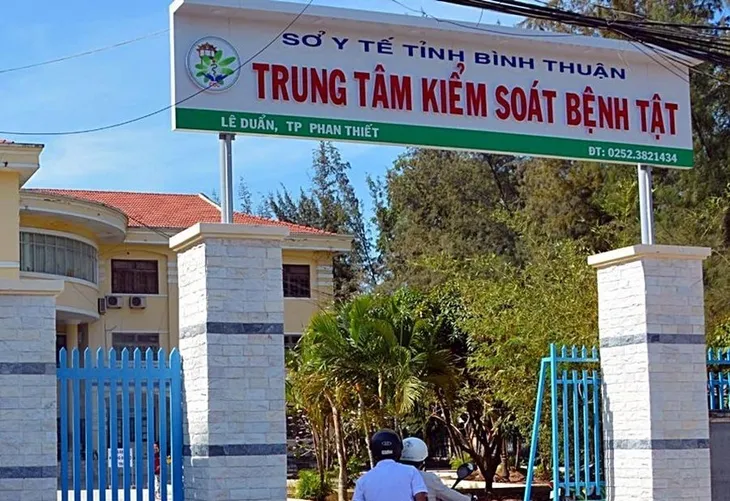 SỞ Y TẾ TỈNH BÌNH THUẬN
TRUNG TÂM KIỂM SOÁT BỆNH TẬT
LÊ DUẨN, TP PHAN THIẾT
ĐT: 0252.3821434